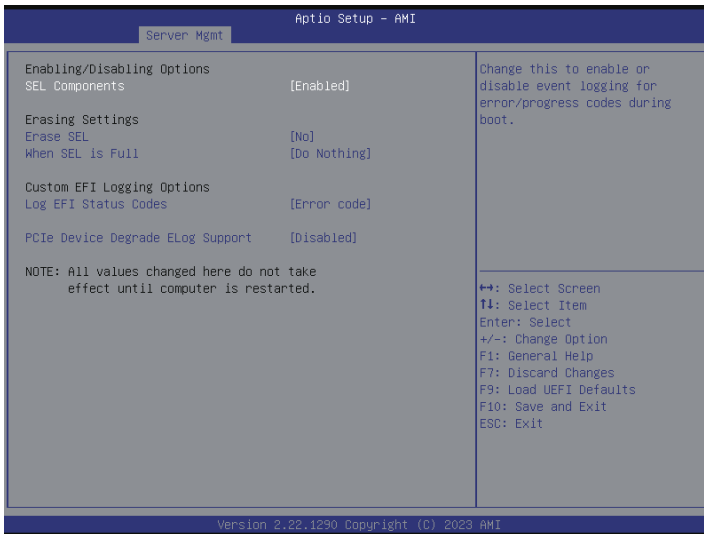 Aptio Setup – AMI
Server Mgmt
Enabling/Disabling Options
SEL Components [Enabled]
Erasing Settings
Erase SEL [No]
When SEL is Full [Do Nothing]
Custom EFI Logging Options
Log EFI Status Codes [Error code]
PCIe Device Degrade ELog Support [Disabled]
NOTE: All values changed here do not take
effect until computer is restarted.
Change this to enable or
disable event logging for
error/progress codes during
boot.
↔: Select Screen
↑↓: Select Item
Enter: Select
+/-: Change Option
F1: General Help
F7: Discard Changes
F9: Load UEFI Defaults
F10: Save and Exit
ESC: Exit
Version 2.22.1290 Copyright (C) 2023 AMI